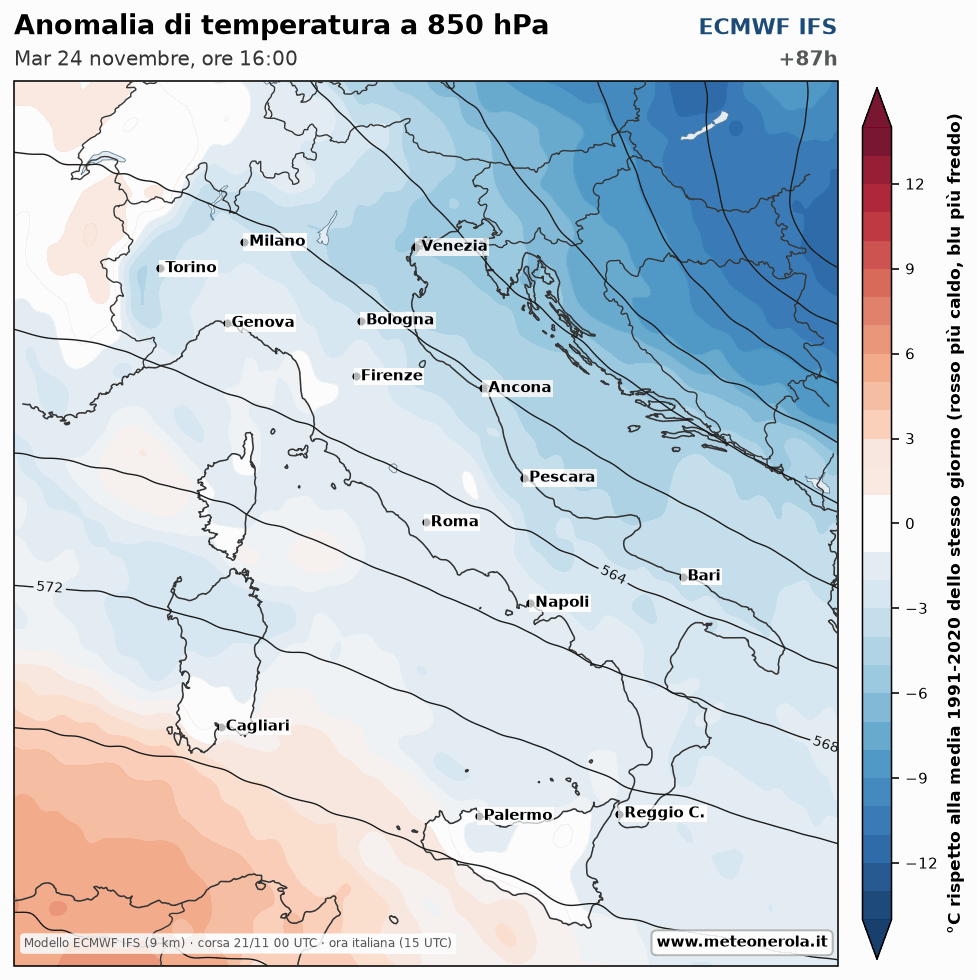 Anomalia di temperatura a 850 hPa
ECMWF IFS
Mar 24 novembre, ore 16:00
+87h
Milano
Venezia
Torino
Genova
Bologna
Firenze
Ancona
Pescara
Roma
564
Bari
572
Napoli
Cagliari
568
Palermo
Reggio C.
Modello ECMWF IFS (9 km) · corsa 21/11 00 UTC · ora italiana (15 UTC)
www.meteonerola.it
12
9
6
3
0
−3
−6
−9
−12
°C rispetto alla media 1991-2020 dello stesso giorno (rosso più caldo, blu più freddo)